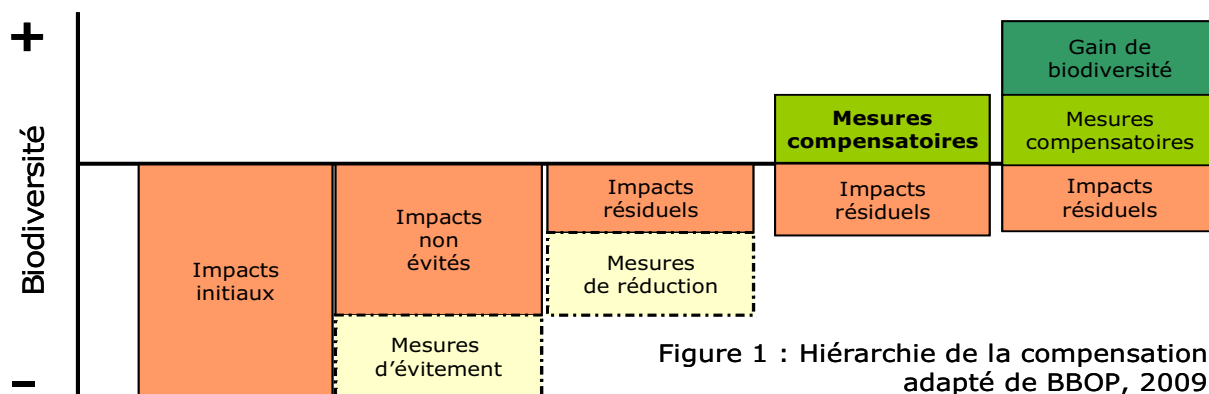 +
Biodiversité
–
Impacts
initiaux
Impacts
non
évités
Mesures
d'évitement
Impacts
résiduels
Mesures
de réduction
Mesures
compensatoires
Impacts
résiduels
Gain de
biodiversité
Mesures
compensatoires
Impacts
résiduels
Figure 1 : Hiérarchie de la compensation
adapté de BBOP, 2009